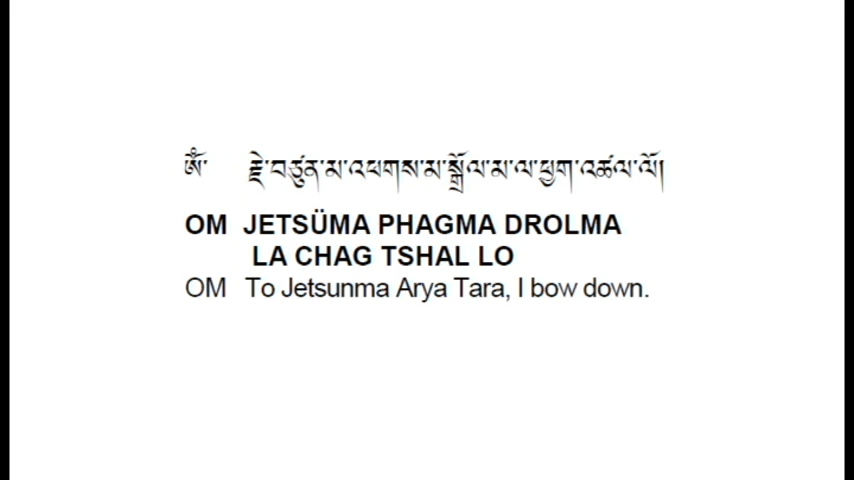 ༀ་ རྗེ་བཙུན་མ་འཕགས་མ་སྒྲོལ་མ་ལ་ཕྱག་འཚལ་ལོ།
OM JETSÜMA PHAGMA DROLMA
LA CHAG TSHAL LO
OM To Jetsunma Arya Tara, I bow down.